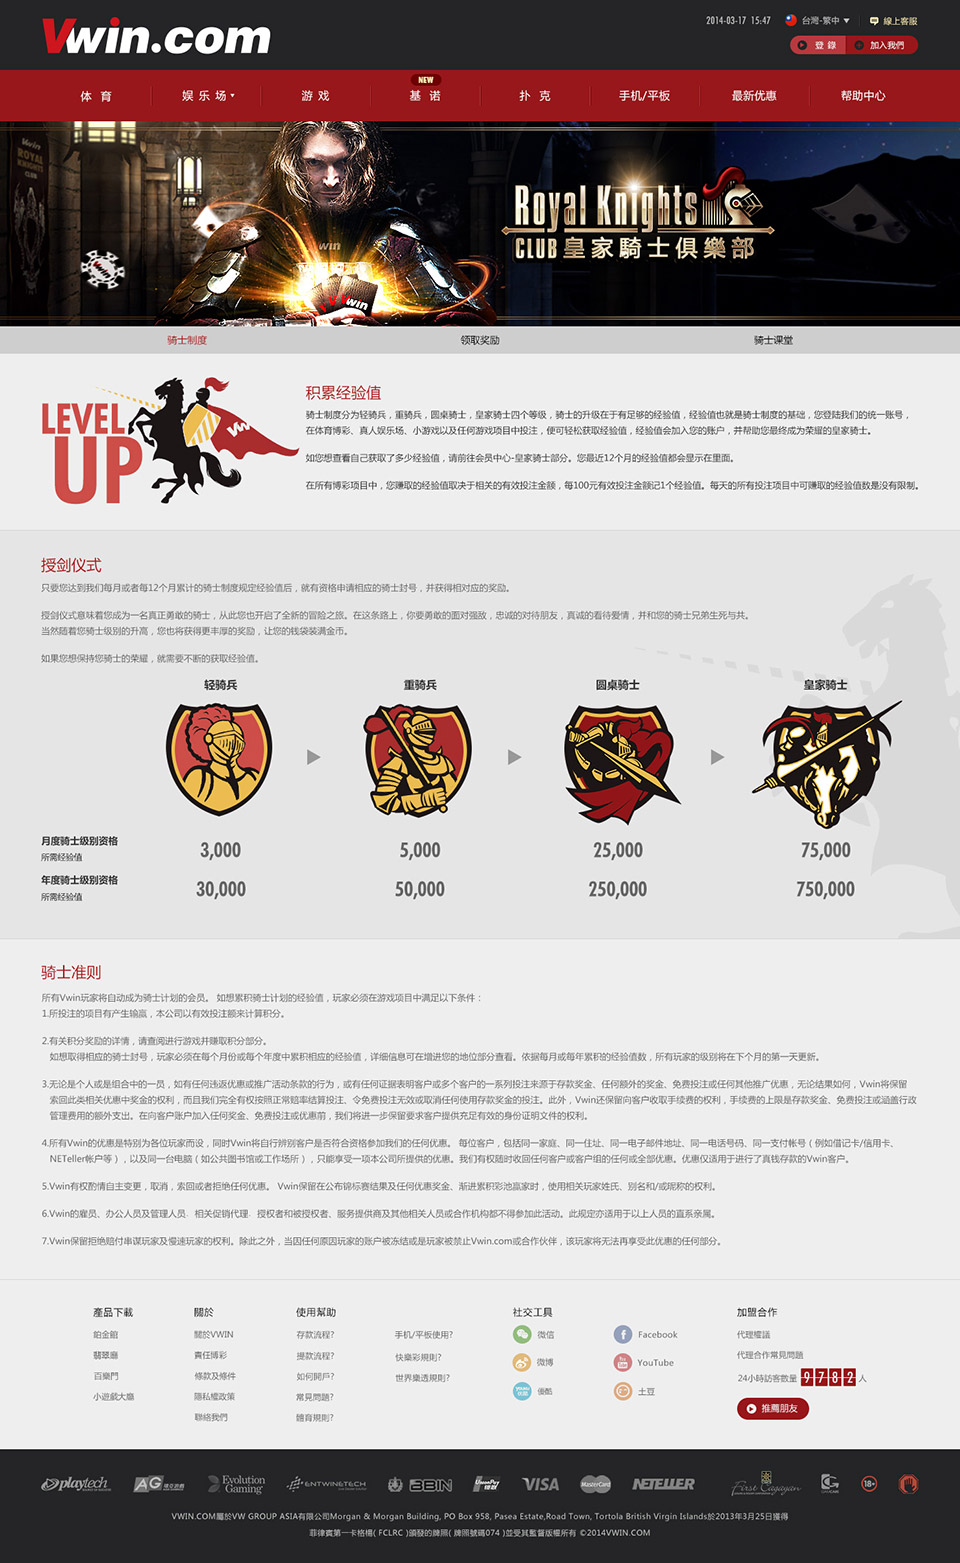 Vwin.com
2014-03-17 15:47 台灣-繁中 線上客服
登錄 加入我們
NEW
体育 娱乐场 游戏 基诺 扑克 手机/平板 最新优惠 帮助中心
Royal Knights
CLUB 皇家騎士俱樂部
骑士制度 领取奖励 骑士课堂
LEVEL
UP
积累经验值
骑士制度分为轻骑兵，重骑兵，圆桌骑士，皇家骑士四个等级，骑士的升级在于有足够的经验值，经验值也就是骑士制度的基础，您登陆我们的统一账号，
在体育博彩、真人娱乐场、小游戏以及任何游戏项目中投注，便可轻松获取经验值，经验值会加入您的账户，并帮助您最终成为荣耀的皇家骑士。
如您想查看自己获取了多少经验值，请前往会员中心-皇家骑士部分。您最近12个月的经验值都会显示在里面。
在所有博彩项目中，您赚取的经验值取决于相关的有效投注金额，每100元有效投注金额记1个经验值。每天的所有投注项目中可赚取的经验值数是没有限制。
授剑仪式
只要您达到我们每月或者每12个月累计的骑士制度规定经验值后，就有资格申请相应的骑士封号，并获得相对应的奖励。
授剑仪式意味着您成为一名真正勇敢的骑士，从此您也开启了全新的冒险之旅。在这条路上，你要勇敢的面对强敌，忠诚的对待朋友，真诚的看待爱情，并和您的骑士兄弟生死与共。
当然随着您骑士级别的升高，您也将获得更丰厚的奖励，让您的钱袋装满金币。
如果您想保持您骑士的荣耀，就需要不断的获取经验值。
轻骑兵 重骑兵 圆桌骑士 皇家骑士
月度骑士级别资格
所需经验值
3,000 5,000 25,000 75,000
年度骑士级别资格
所需经验值
30,000 50,000 250,000 750,000
骑士准则
所有Vwin玩家将自动成为骑士计划的会员。 如想累积骑士计划的经验值，玩家必须在游戏项目中满足以下条件：
1.所投注的项目有产生输赢，本公司以有效投注额来计算积分。
2.有关积分奖励的详情，请查阅进行游戏并赚取积分部分。
如想取得相应的骑士封号，玩家必须在每个月份或每个年度中累积相应的经验值，详细信息可在增进您的地位部分查看。依据每月或每年累积的经验值数，所有玩家的级别将在下个月的第一天更新。
3.无论是个人或是组合中的一员，如有任何违返优惠或推广活动条款的行为，或有任何证据表明客户或多个客户的一系列投注来源于存款奖金、任何额外的奖金、免费投注或任何其他推广优惠，无论结果如何，Vwin将保留
索回此类相关优惠中奖金的权利，而且我们完全有权按照正常赔率结算投注、令免费投注无效或取消任何使用存款奖金的投注。此外，Vwin还保留向客户收取手续费的权利，手续费的上限是存款奖金、免费投注或涵盖行政
管理费用的额外支出。在向客户账户加入任何奖金、免费投注或优惠前，我们将进一步保留要求客户提供充足有效的身份证明文件的权利。
4.所有Vwin的优惠是特别为各位玩家而设，同时Vwin将自行辨别客户是否符合资格参加我们的任何优惠。 每位客户，包括同一家庭、同一住址、同一电子邮件地址、同一电话号码、同一支付帐号（例如借记卡/信用卡、
NETeller帐户等），以及同一台电脑（如公共图书馆或工作场所），只能享受一项本公司所提供的优惠。我们有权随时收回任何客户或客户组的任何或全部优惠。优惠仅适用于进行了真钱存款的Vwin客户。
5.Vwin有权酌情自主变更，取消，索回或者拒绝任何优惠。 Vwin保留在公布锦标赛结果及任何优惠奖金、渐进累积彩池赢家时，使用相关玩家姓氏、别名和/或昵称的权利。
6.Vwin的雇员、办公人员及管理人员、相关促销代理、授权者和被授权者、服务提供商及其他相关人员或合作机构都不得参加此活动。此规定亦适用于以上人员的直系亲属。
7.Vwin保留拒绝赔付串谋玩家及慢速玩家的权利。除此之外，当因任何原因玩家的账户被冻结或是玩家被禁止Vwin.com或合作伙伴，该玩家将无法再享受此优惠的任何部分。
產品下載 關於 使用幫助 社交工具 加盟合作
鉑金館 關於VWIN 存款流程? 手机/平板使用? 微信 Facebook 代理權議
翡翠廳 責任博彩 提款流程? 快樂彩規則? 微博 YouTube 代理合作常見問題
百樂門 條款及條件 如何開戶? 世界樂透規則? 24小時訪客數量 9782 人
小遊戲大廳 隱私權政策 常見問題? 優酷 土豆 推薦朋友
聯絡我們 體育規則?
playtech AG Evolution Gaming ENTWINETECH BBIN UnionPay 银联 VISA MasterCard NETELLER First Cagayan 18+
VWIN.COM屬於VW GROUP ASIA有限公司Morgan & Morgan Building, PO Box 958, Pasea Estate,Road Town, Tortola British Virgin Islands於2013年3月25日獲得
菲律賓第一卡格楊( FCLRC )頒發的牌照( 牌照號碼074 )並受其監督版權所有 ©2014VWIN.COM